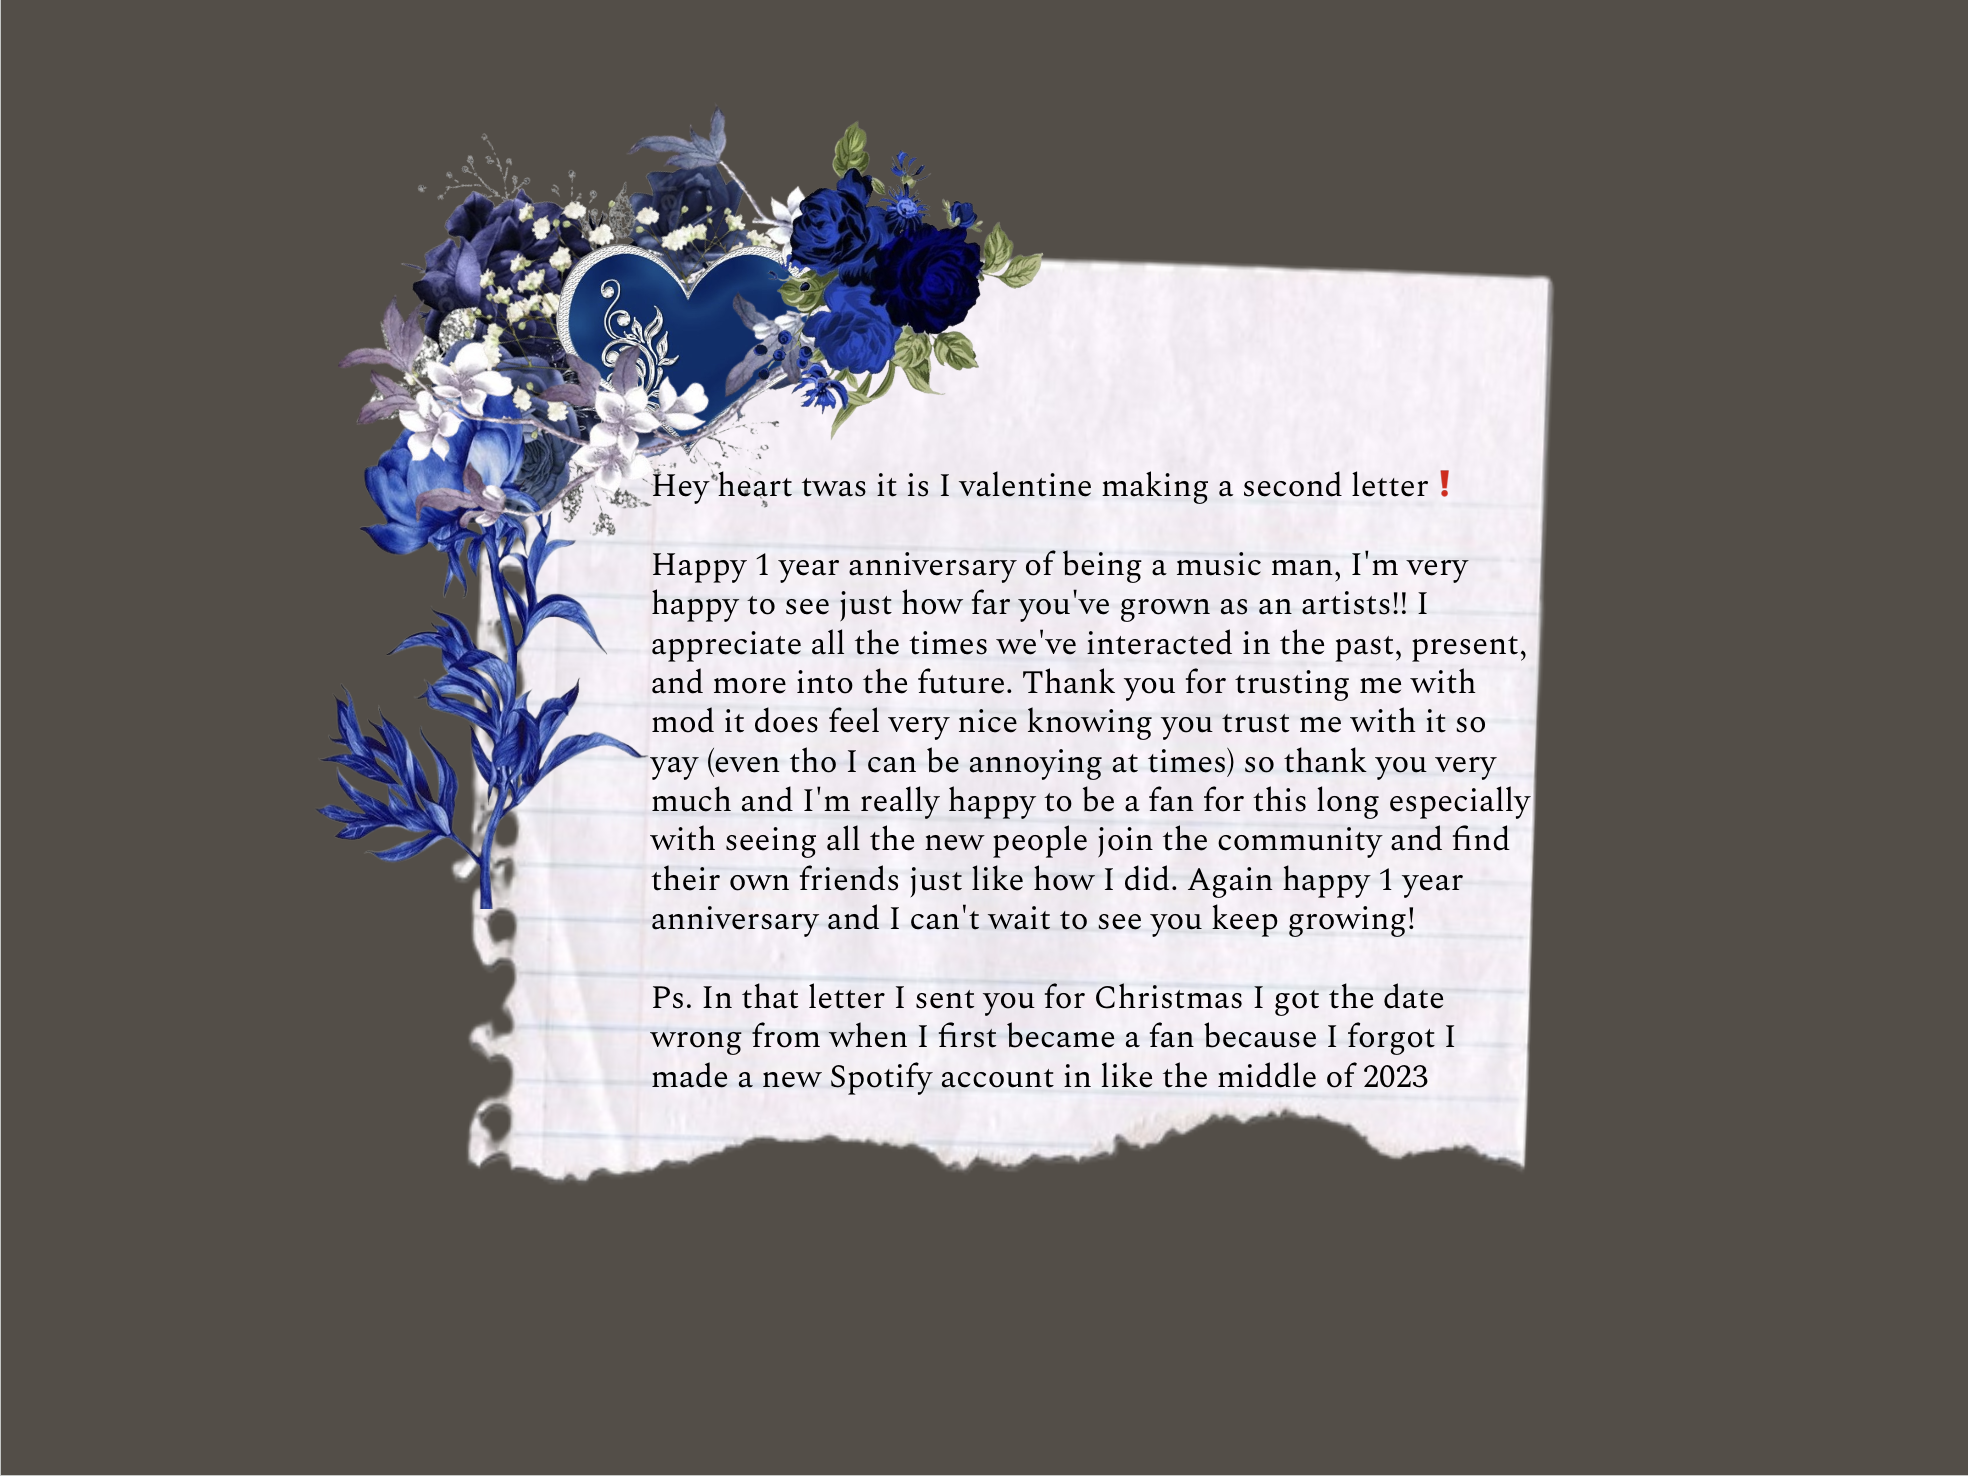 Hey heart twas it is I valentine making a second letter❗
Happy 1 year anniversary of being a music man, I'm very
happy to see just how far you've grown as an artists!! I
appreciate all the times we've interacted in the past, present,
and more into the future. Thank you for trusting me with
mod it does feel very nice knowing you trust me with it so
yay (even tho I can be annoying at times) so thank you very
much and I'm really happy to be a fan for this long especially
with seeing all the new people join the community and find
their own friends just like how I did. Again happy 1 year
anniversary and I can't wait to see you keep growing!
Ps. In that letter I sent you for Christmas I got the date
wrong from when I first became a fan because I forgot I
made a new Spotify account in like the middle of 2023